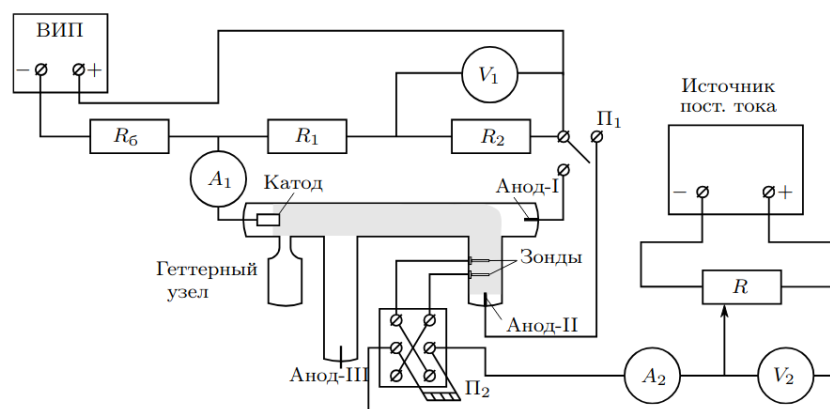 ВИП
− +
V₁
Источник
пост. тока
R_б
R₁
R₂
П₁
A₁
Катод
Анод-I
− +
Зонды
Геттерный
узел
R
Анод-II
Анод-III
П₂
A₂
V₂